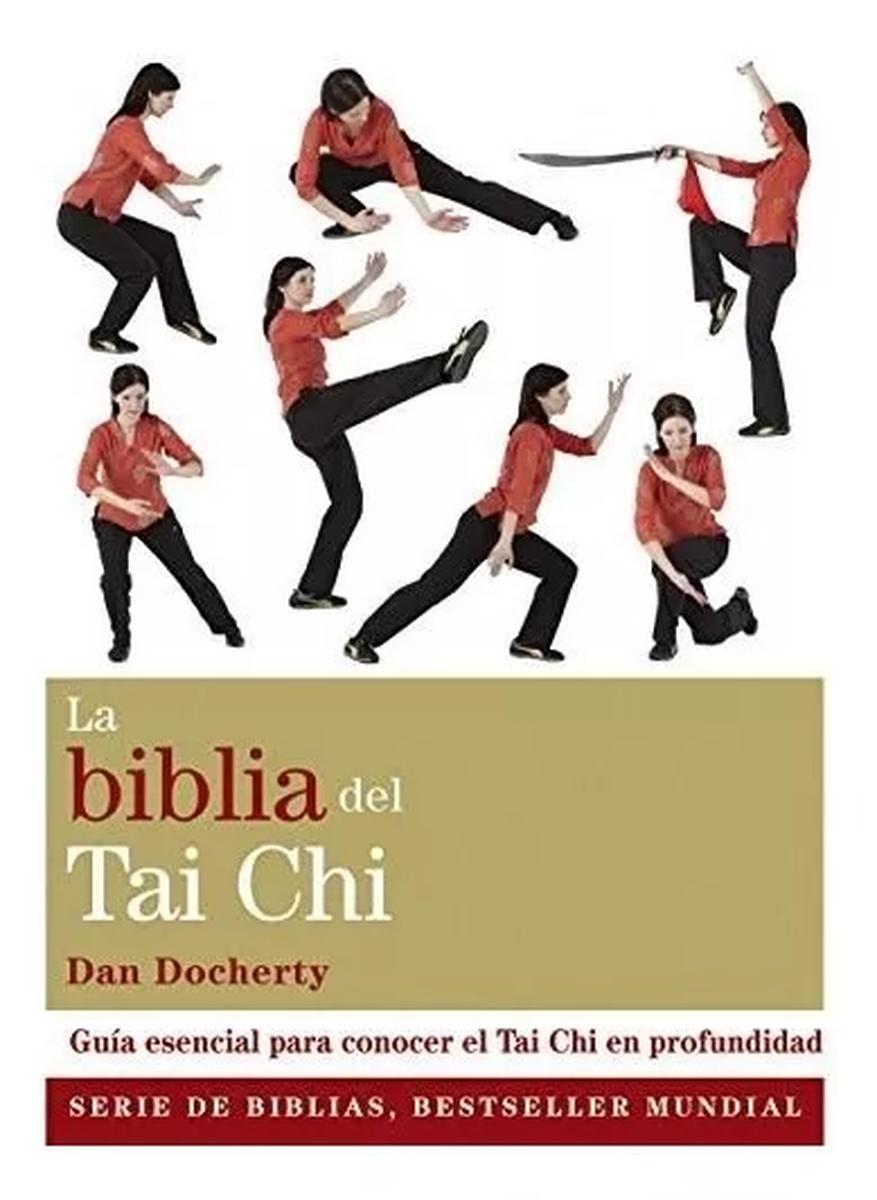 La
biblia del
Tai Chi
Dan Docherty
Guía esencial para conocer el Tai Chi en profundidad
SERIE DE BIBLIAS, BESTSELLER MUNDIAL